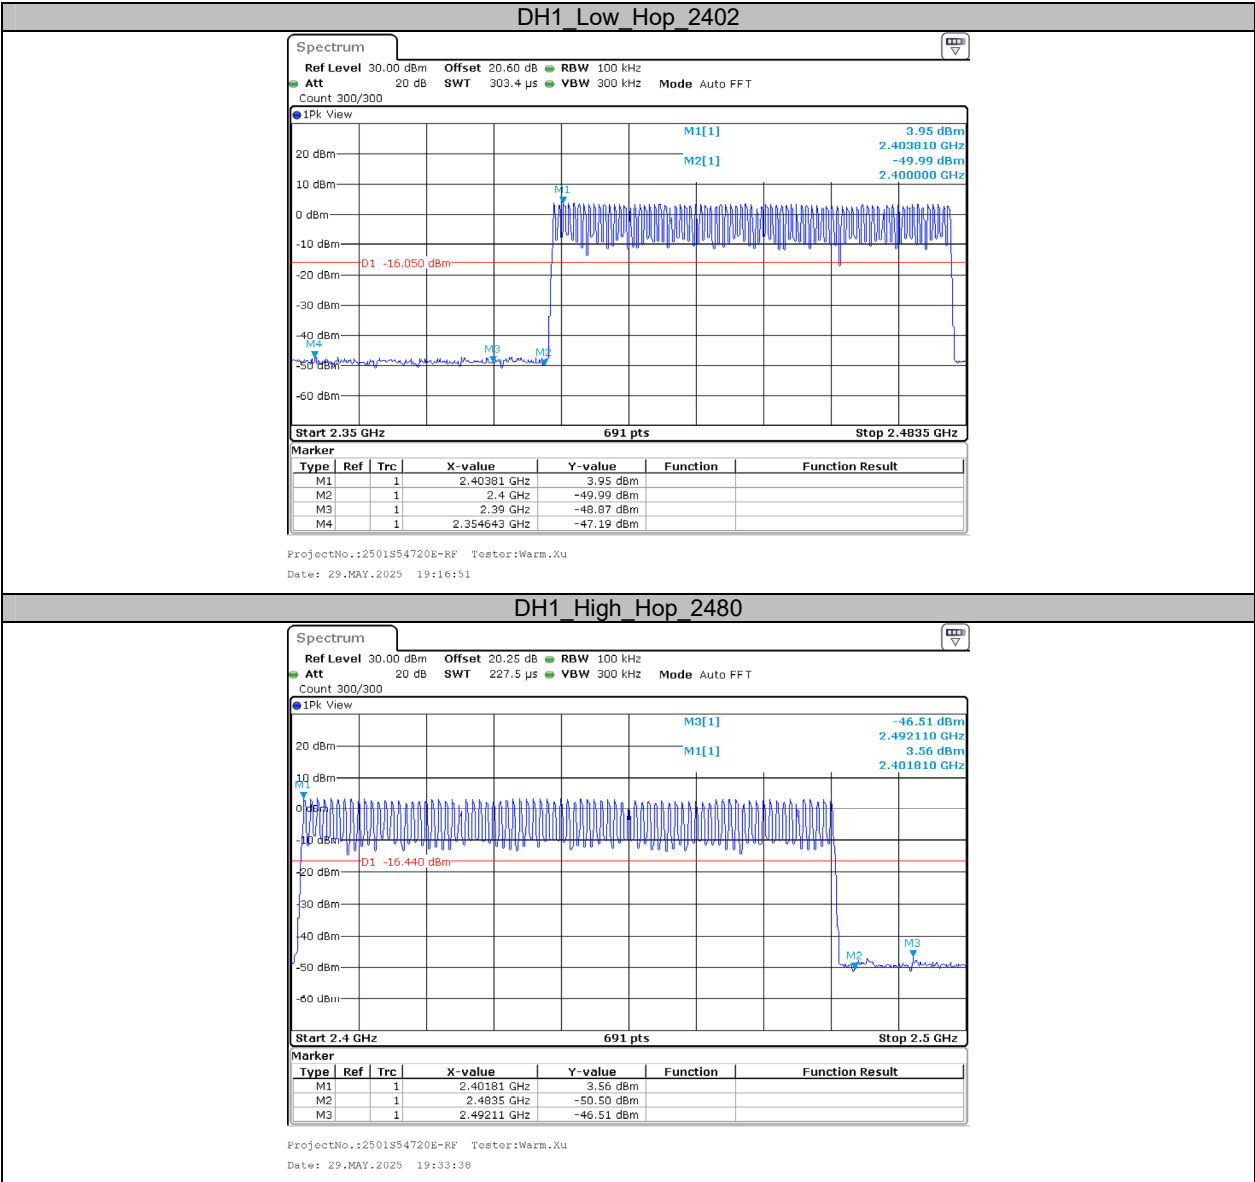 DH1_Low_Hop_2402
Spectrum
Ref Level 30.00 dBm Offset 20.60 dB RBW 100 kHz
Att 20 dB SWT 303.4 µs VBW 300 kHz Mode Auto FFT
Count 300/300
1Pk View
M1[1] 3.95 dBm
2.403810 GHz
M2[1] -49.99 dBm
2.400000 GHz
20 dBm
10 dBm
M1
0 dBm
-10 dBm
D1 -16.050 dBm
-20 dBm
-30 dBm
-40 dBm
M4 M3 M2
-50 dBm
-60 dBm
Start 2.35 GHz 691 pts Stop 2.4835 GHz
Marker
Type Ref Trc X-value Y-value Function Function Result
M1 1 2.40381 GHz 3.95 dBm
M2 1 2.4 GHz -49.99 dBm
M3 1 2.39 GHz -48.87 dBm
M4 1 2.354643 GHz -47.19 dBm
ProjectNo.:2501S54720E-RF Tester:Warm.Xu
Date: 29.MAY.2025 19:16:51
DH1_High_Hop_2480
Spectrum
Ref Level 30.00 dBm Offset 20.25 dB RBW 100 kHz
Att 20 dB SWT 227.5 µs VBW 300 kHz Mode Auto FFT
Count 300/300
1Pk View
M3[1] -46.51 dBm
2.492110 GHz
M1[1] 3.56 dBm
2.401810 GHz
20 dBm
10 dBm
M1
0 dBm
-10 dBm
D1 -16.440 dBm
-20 dBm
-30 dBm
-40 dBm
M2 M3
-50 dBm
-60 dBm
Start 2.4 GHz 691 pts Stop 2.5 GHz
Marker
Type Ref Trc X-value Y-value Function Function Result
M1 1 2.40181 GHz 3.56 dBm
M2 1 2.4835 GHz -50.50 dBm
M3 1 2.49211 GHz -46.51 dBm
ProjectNo.:2501S54720E-RF Tester:Warm.Xu
Date: 29.MAY.2025 19:33:38